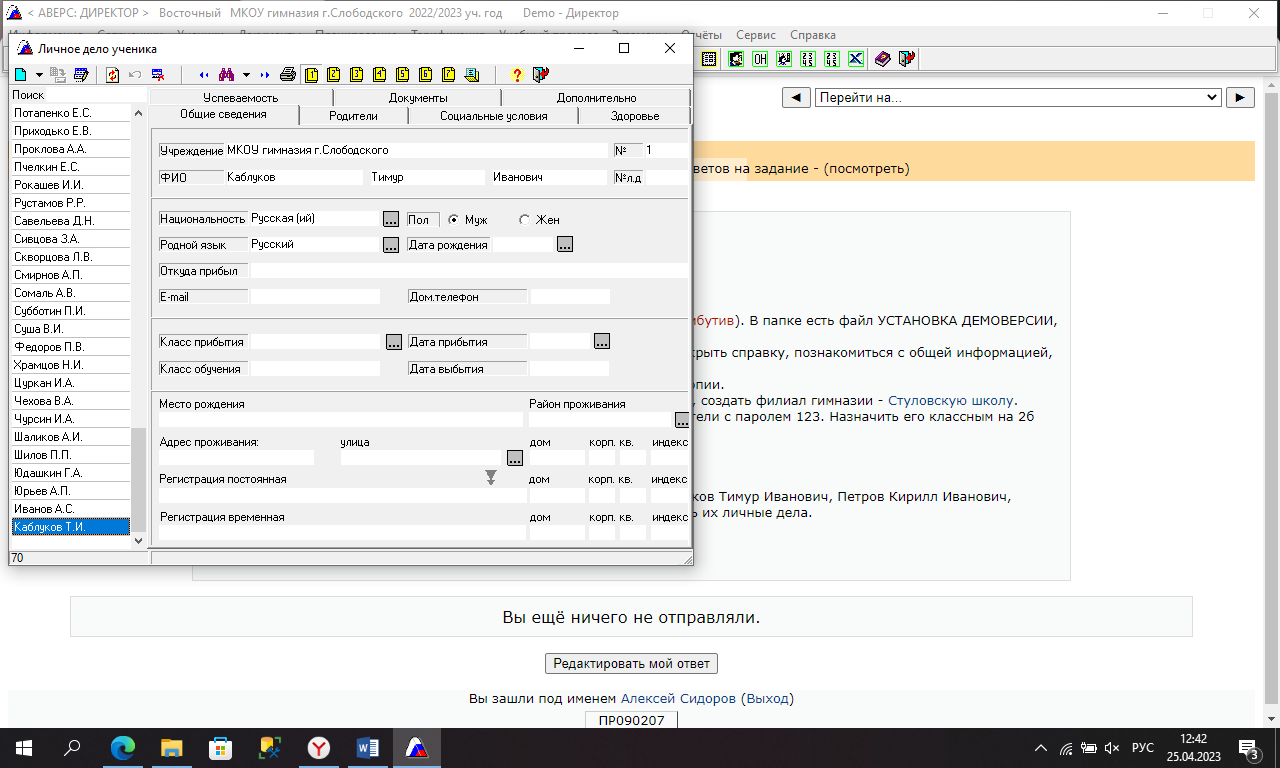 < АВЕРС: ДИРЕКТОР > Восточный МКОУ гимназия г.Слободского 2022/2023 уч. год Demo - Директор
Отчёты Сервис Справка
Личное дело ученика
Поиск
Потапенко Е.С.
Приходько Е.В.
Проклова А.А.
Пчелкин Е.С.
Рокашев И.И.
Рустамов Р.Р.
Савельева Д.Н.
Сивцова З.А.
Скворцова Л.В.
Смирнов А.П.
Сомаль А.В.
Субботин П.И.
Суша В.И.
Федоров П.В.
Храмцов Н.И.
Цуркан И.А.
Чехова В.А.
Чурсин И.А.
Шаликов А.И.
Шилов П.П.
Юдашкин Г.А.
Юрьев А.П.
Иванов А.С.
Каблуков Т.И.
70
Успеваемость Документы Дополнительно
Общие сведения Родители Социальные условия Здоровье
Учреждение МКОУ гимназия г.Слободского № 1
ФИО Каблуков Тимур Иванович №л.д
Национальность Русская (ий) ... Пол Муж Жен
Родной язык Русский ... Дата рождения ...
Откуда прибыл
E-mail Дом.телефон
Класс прибытия ... Дата прибытия ...
Класс обучения Дата выбытия
Место рождения Район проживания
...
Адрес проживания: улица дом корп. кв. индекс
...
Регистрация постоянная дом корп. кв. индекс
Регистрация временная дом корп. кв. индекс
Перейти на...
ветов на задание - (посмотреть)
бутив). В папке есть файл УСТАНОВКА ДЕМОВЕРСИИ,
крыть справку, познакомиться с общей информацией,
опии.
, создать филиал гимназии - Стуловскую школу.
тели с паролем 123. Назначить его классным на 2б
ков Тимур Иванович, Петров Кирилл Иванович,
ь их личные дела.
Вы ещё ничего не отправляли.
Редактировать мой ответ
Вы зашли под именем Алексей Сидоров (Выход)
ПР090207
РУС
12:42
25.04.2023
3